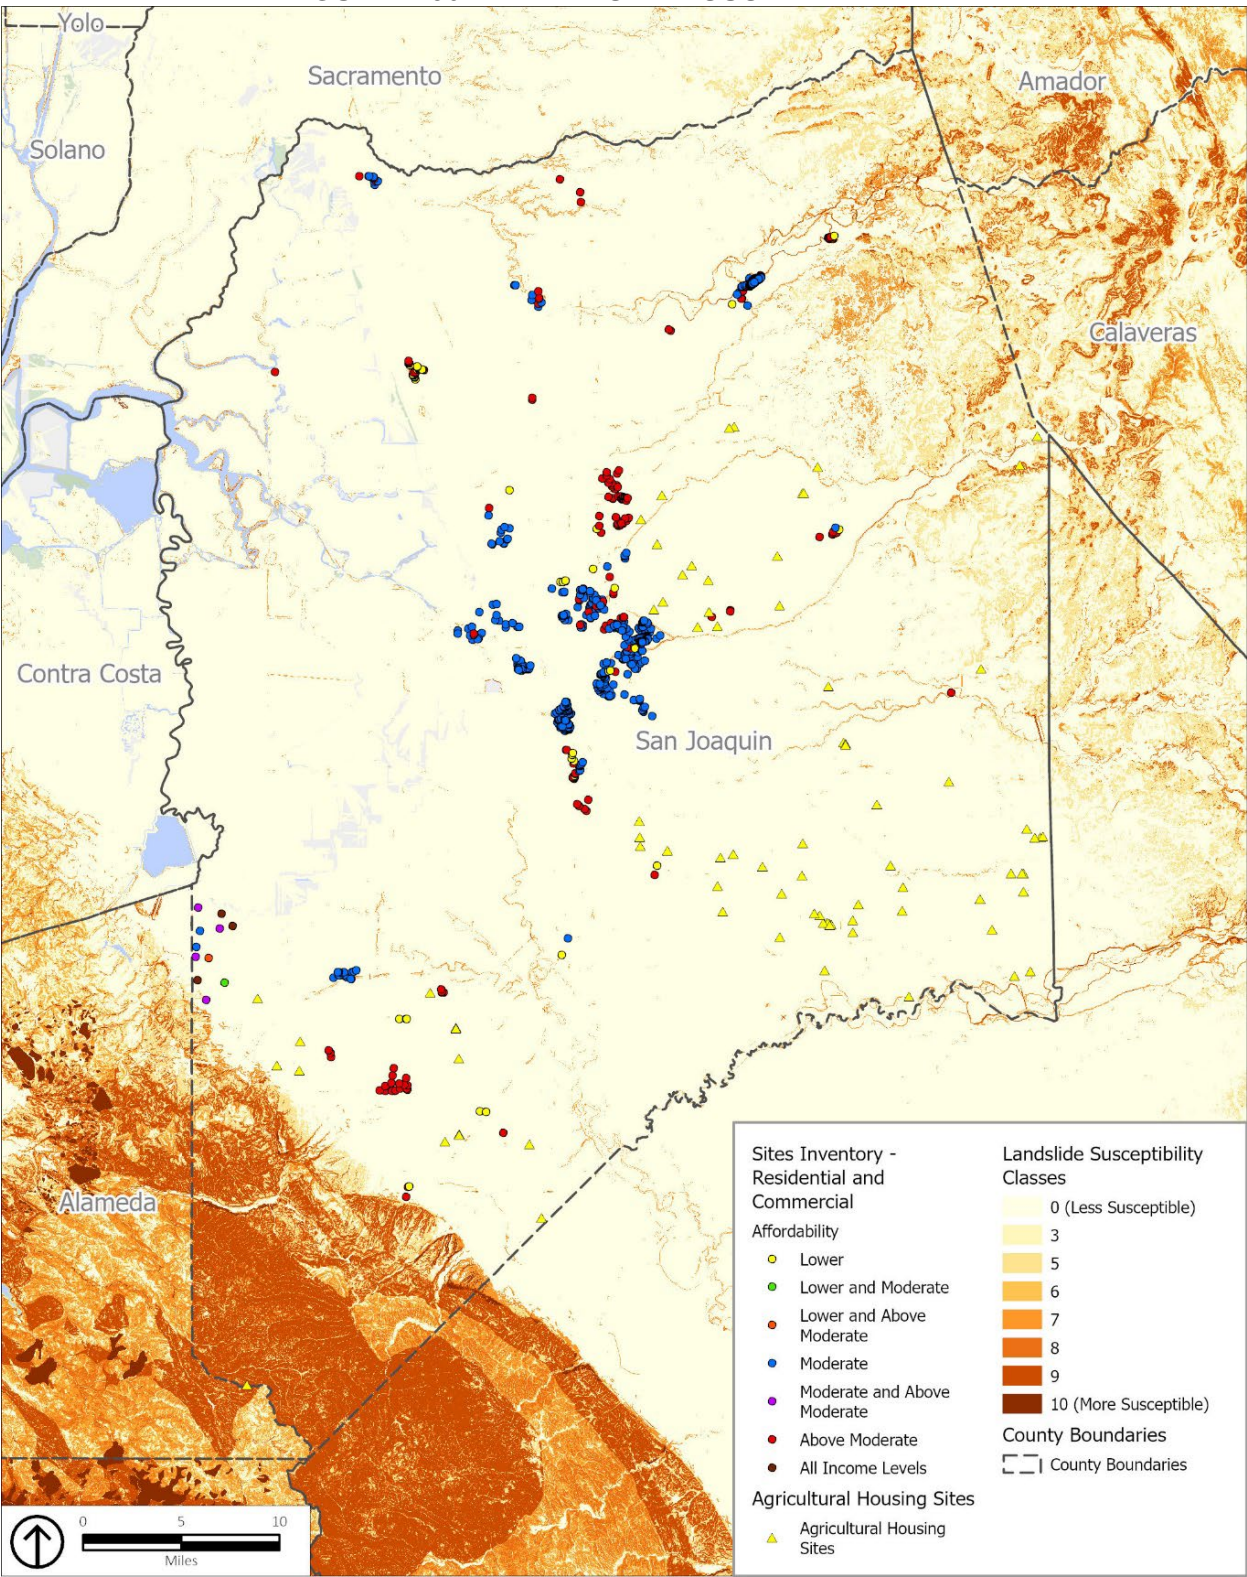 Yolo
Sacramento
Amador
Solano
Calaveras
Contra Costa
San Joaquin
Alameda
Sites Inventory -
Residential and
Commercial
Affordability
Lower
Lower and Moderate
Lower and Above
Moderate
Moderate
Moderate and Above
Moderate
Above Moderate
All Income Levels
Agricultural Housing Sites
Agricultural Housing
Sites
Landslide Susceptibility
Classes
0 (Less Susceptible)
3
5
6
7
8
9
10 (More Susceptible)
County Boundaries
County Boundaries
0 5 10
Miles